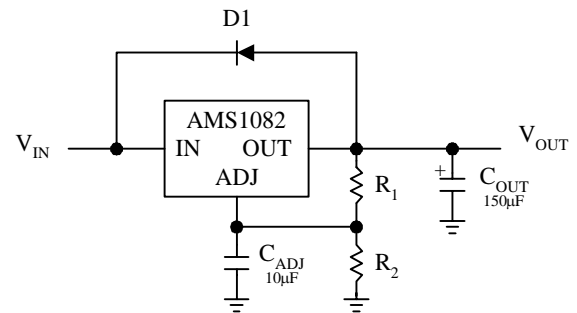 D1
AMS1082
V_IN
IN OUT
V_OUT
ADJ
R_1
+
C_OUT
150μF
C_ADJ
10μF
R_2